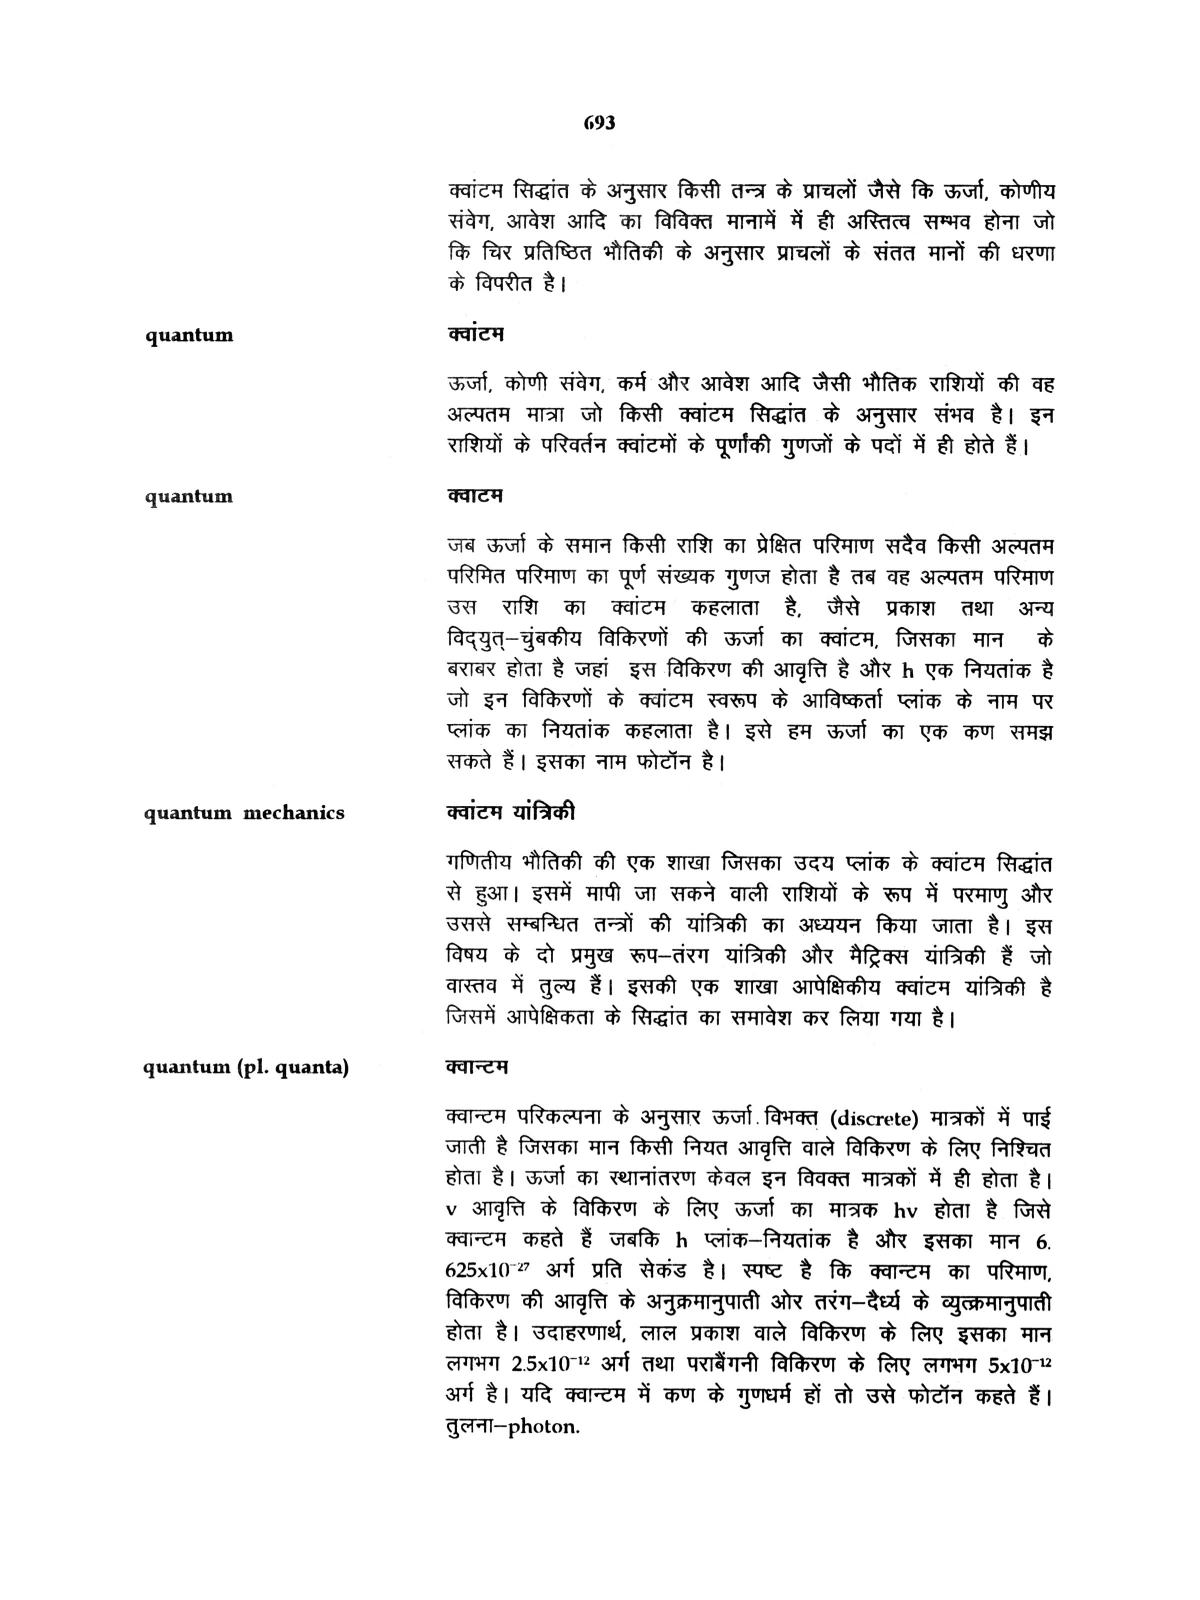 693
क्वांटम सिद्धांत के अनुसार किसी तन्त्र के प्राचलों जैसे कि ऊर्जा, कोणीय
संवेग, आवेश आदि का विविक्त मानामें में ही अस्तित्व सम्भव होना जो
कि चिर प्रतिष्ठित भौतिकी के अनुसार प्राचलों के संतत मानों की धरणा
के विपरीत है।
quantum क्वांटम
ऊर्जा, कोणी संवेग, कर्म और आवेश आदि जैसी भौतिक राशियों की वह
अल्पतम मात्रा जो किसी क्वांटम सिद्धांत के अनुसार संभव है। इन
राशियों के परिवर्तन क्वांटमों के पूर्णांकी गुणजों के पदों में ही होते हैं।
quantum क्वाटम
जब ऊर्जा के समान किसी राशि का प्रेक्षित परिमाण सदैव किसी अल्पतम
परिमित परिमाण का पूर्ण संख्यक गुणज होता है तब वह अल्पतम परिमाण
उस राशि का क्वांटम कहलाता है, जैसे प्रकाश तथा अन्य
विद्युत्–चुंबकीय विकिरणों की ऊर्जा का क्वांटम, जिसका मान के
बराबर होता है जहां इस विकिरण की आवृत्ति है और h एक नियतांक है
जो इन विकिरणों के क्वांटम स्वरूप के आविष्कर्ता प्लांक के नाम पर
प्लांक का नियतांक कहलाता है। इसे हम ऊर्जा का एक कण समझ
सकते हैं। इसका नाम फोटॉन है।
quantum mechanics क्वांटम यांत्रिकी
गणितीय भौतिकी की एक शाखा जिसका उदय प्लांक के क्वांटम सिद्धांत
से हुआ। इसमें मापी जा सकने वाली राशियों के रूप में परमाणु और
उससे सम्बन्धित तन्त्रों की यांत्रिकी का अध्ययन किया जाता है। इस
विषय के दो प्रमुख रूप–तंरग यांत्रिकी और मैट्रिक्स यांत्रिकी हैं जो
वास्तव में तुल्य हैं। इसकी एक शाखा आपेक्षिकीय क्वांटम यांत्रिकी है
जिसमें आपेक्षिकता के सिद्धांत का समावेश कर लिया गया है।
quantum (pl. quanta) क्वान्टम
क्वान्टम परिकल्पना के अनुसार ऊर्जा विभक्त (discrete) मात्रकों में पाई
जाती है जिसका मान किसी नियत आवृत्ति वाले विकिरण के लिए निश्चित
होता है। ऊर्जा का स्थानांतरण केवल इन विवक्त मात्रकों में ही होता है।
v आवृत्ति के विकिरण के लिए ऊर्जा का मात्रक hv होता है जिसे
क्वान्टम कहते हैं जबकि h प्लांक–नियतांक है और इसका मान 6.
625x10⁻²⁷ अर्ग प्रति सेकंड है। स्पष्ट है कि क्वान्टम का परिमाण,
विकिरण की आवृत्ति के अनुक्रमानुपाती ओर तरंग–दैर्ध्य के व्युत्क्रमानुपाती
होता है। उदाहरणार्थ, लाल प्रकाश वाले विकिरण के लिए इसका मान
लगभग 2.5x10⁻¹² अर्ग तथा पराबैंगनी विकिरण के लिए लगभग 5x10⁻¹²
अर्ग है। यदि क्वान्टम में कण के गुणधर्म हों तो उसे फोटॉन कहते हैं।
तुलना–photon.